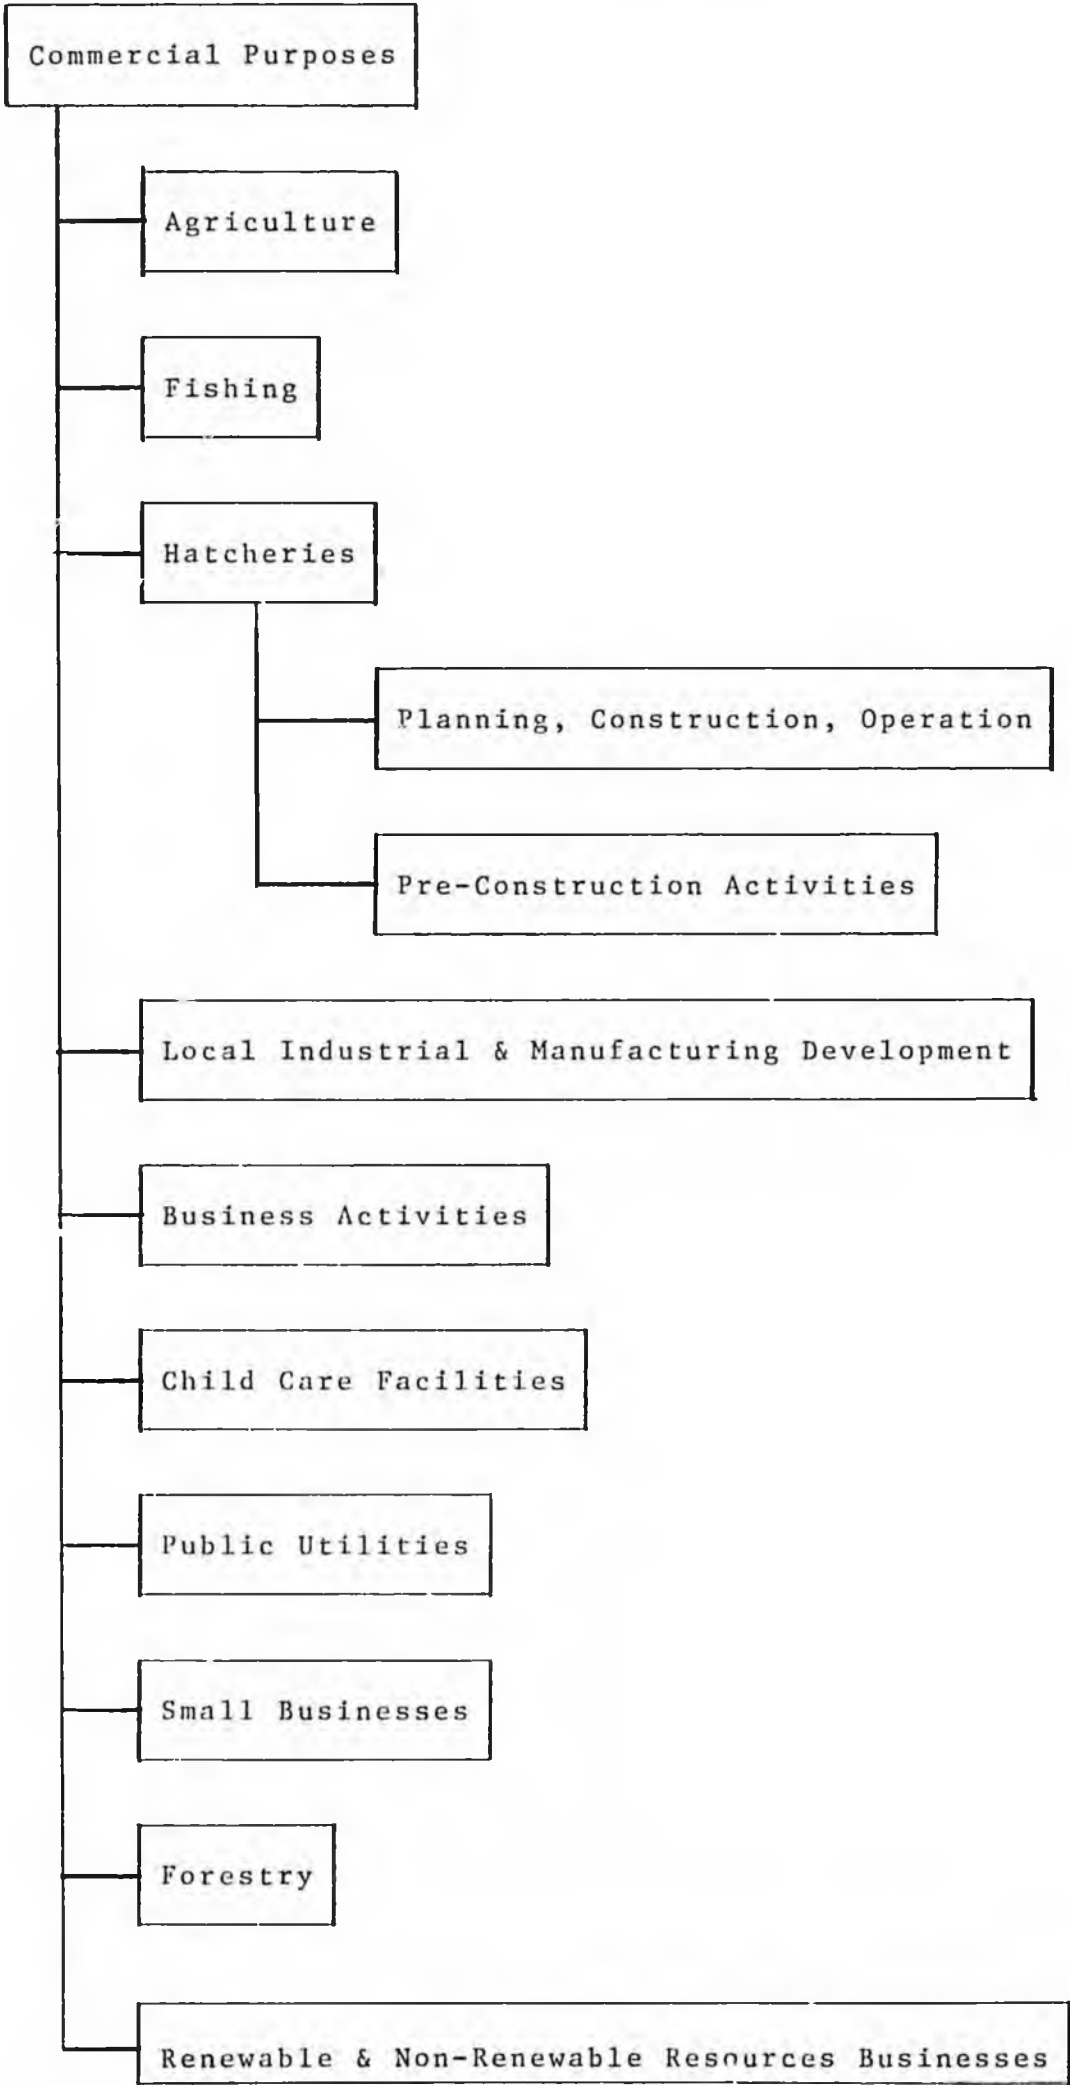 Commercial Purposes
Agriculture
Fishing
Hatcheries
Planning, Construction, Operation
Pre-Construction Activities
Local Industrial & Manufacturing Development
Business Activities
Child Care Facilities
Public Utilities
Small Businesses
Forestry
Renewable & Non-Renewable Resources Businesses